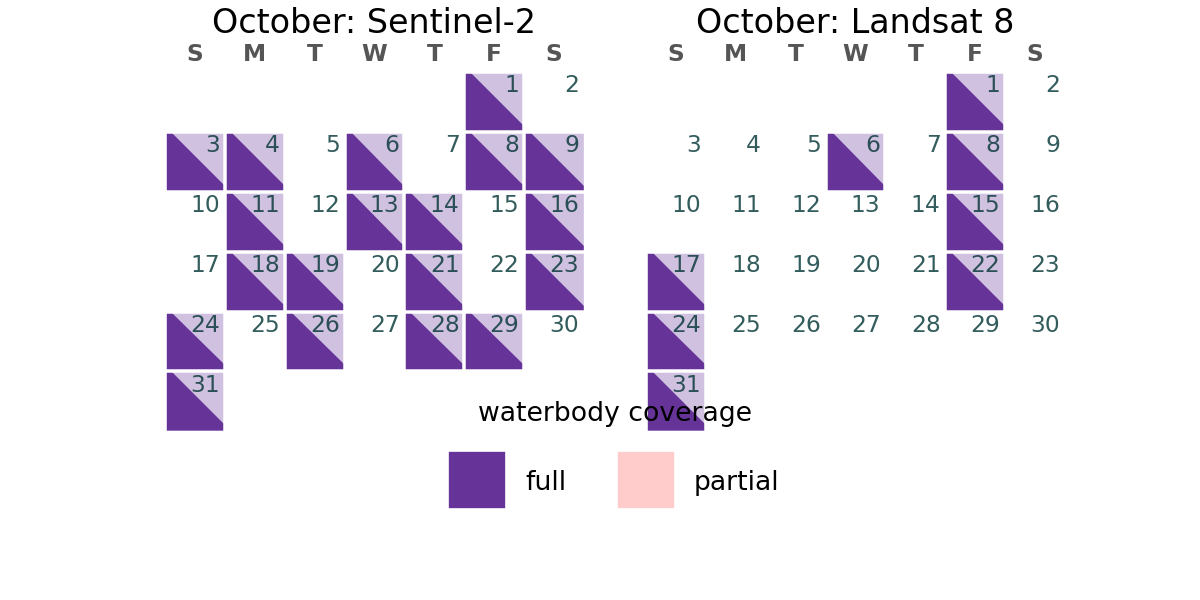 October: Sentinel-2
S M T W T F S
1 2
3 4 5 6 7 8 9
10 11 12 13 14 15 16
17 18 19 20 21 22 23
24 25 26 27 28 29 30
31
October: Landsat 8
S M T W T F S
1 2
3 4 5 6 7 8 9
10 11 12 13 14 15 16
17 18 19 20 21 22 23
24 25 26 27 28 29 30
31
waterbody coverage
full partial